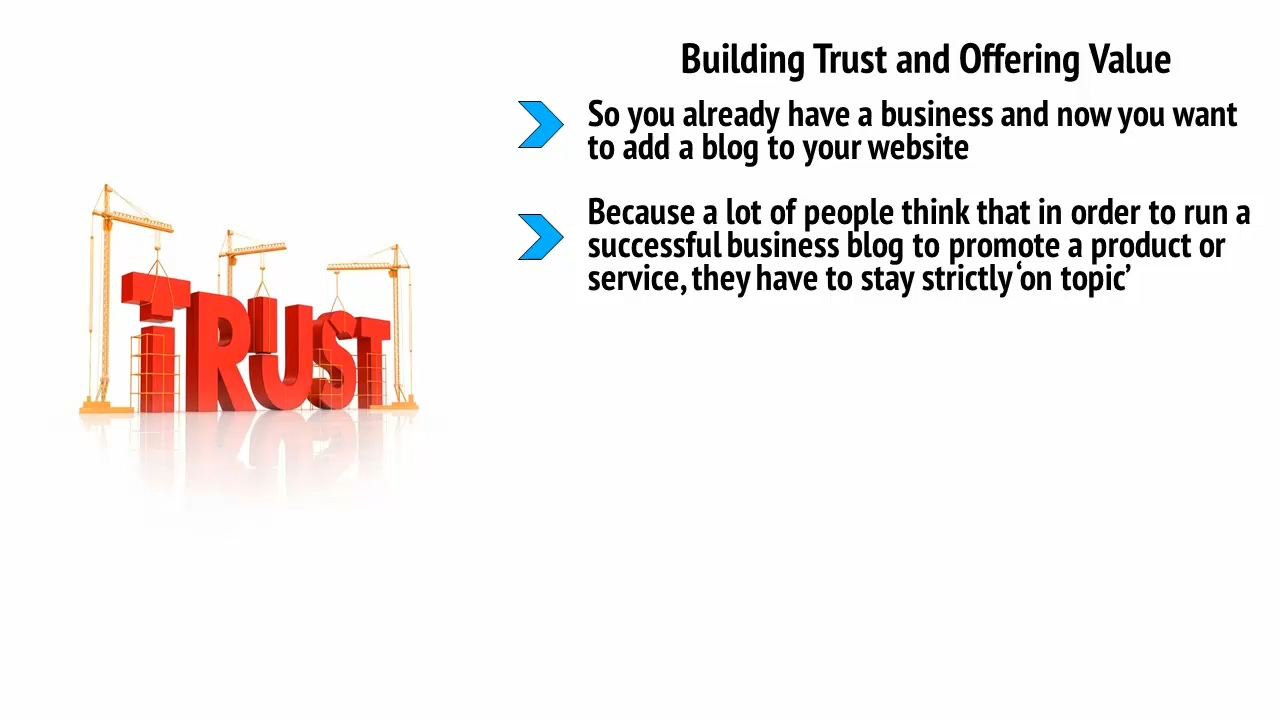 Building Trust and Offering Value
So you already have a business and now you want
to add a blog to your website
Because a lot of people think that in order to run a
successful business blog to promote a product or
service, they have to stay strictly ‘on topic’
TRUST